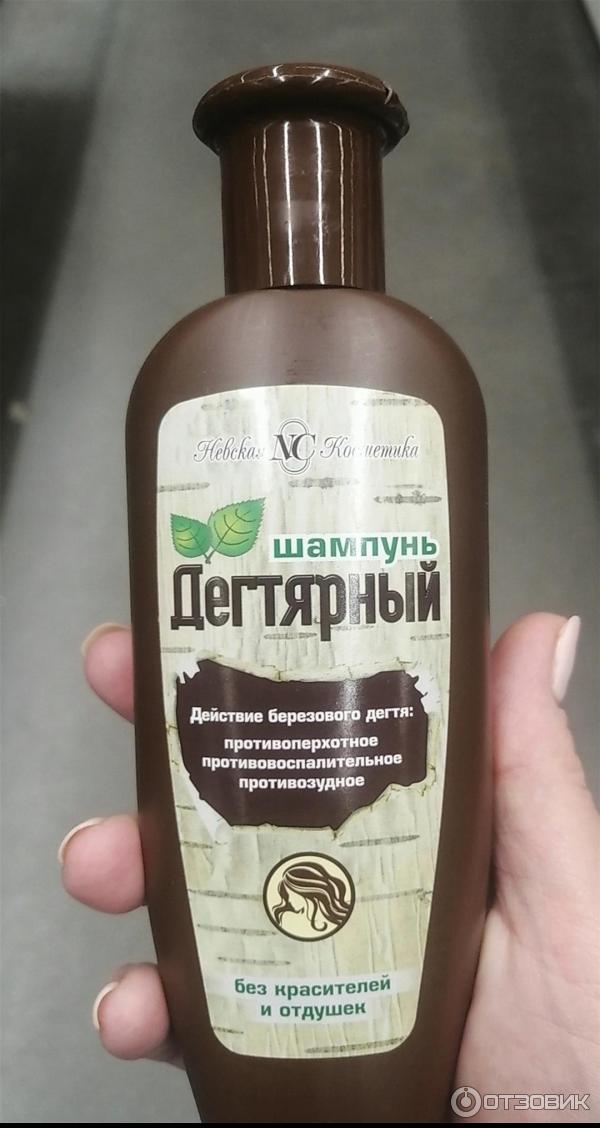 Невская NC Косметика
шампунь
Дегтярный
Действие березового дегтя:
противоперхотное
противовоспалительное
противозудное
без красителей
и отдушек
ОТЗОВИК